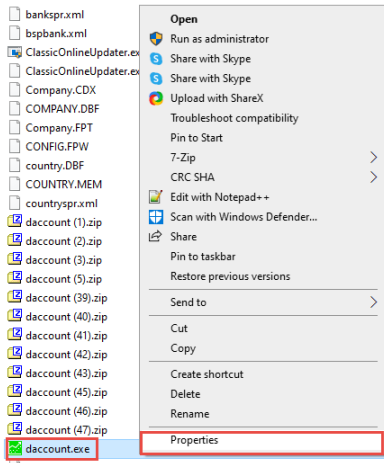 bankspr.xml
bspbank.xml
ClassicOnlineUpdater.ex
ClassicOnlineUpdater.ex
Company.CDX
COMPANY.DBF
Company.FPT
CONFIG.FPW
country.DBF
COUNTRY.MEM
countryspr.xml
daccount (1).zip
daccount (2).zip
daccount (3).zip
daccount (5).zip
daccount (39).zip
daccount (40).zip
daccount (41).zip
daccount (42).zip
daccount (43).zip
daccount (45).zip
daccount (46).zip
daccount (47).zip
daccount.exe
Open
Run as administrator
Share with Skype
Share with Skype
Upload with ShareX
Troubleshoot compatibility
Pin to Start
7-Zip
CRC SHA
Edit with Notepad++
Scan with Windows Defender...
Share
Pin to taskbar
Restore previous versions
Send to
Cut
Copy
Create shortcut
Delete
Rename
Properties